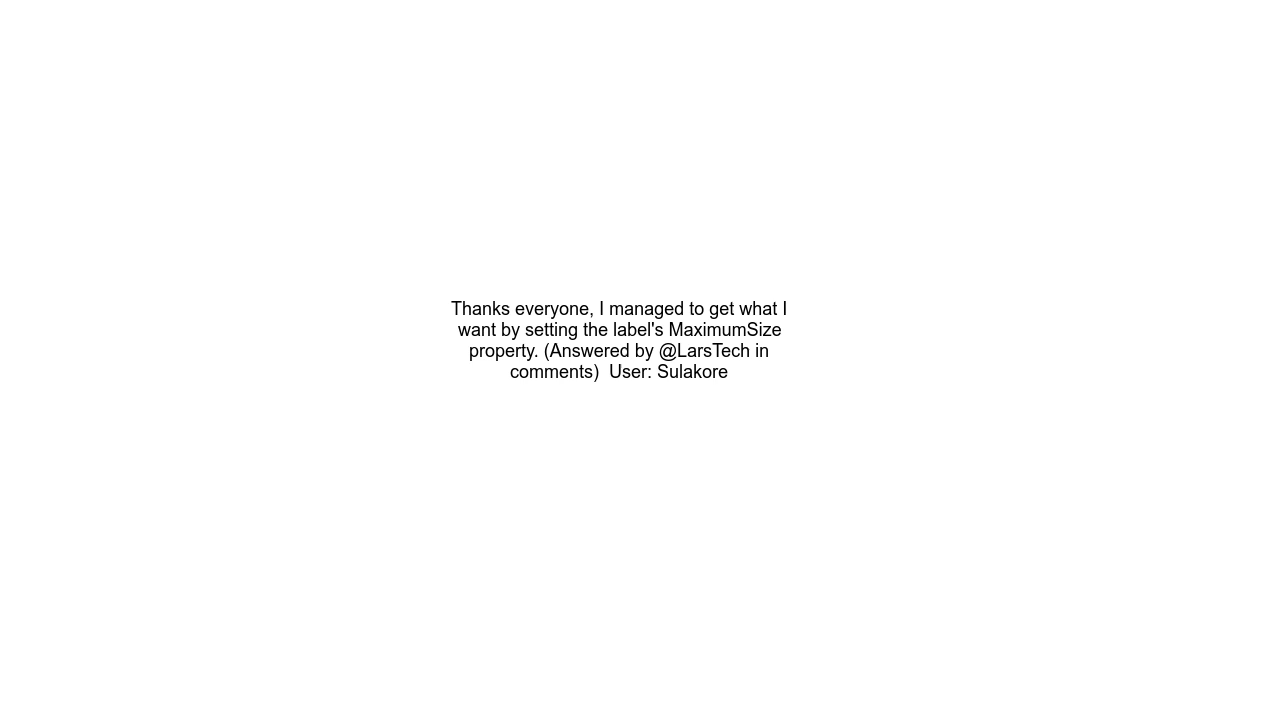 Thanks everyone, I managed to get what I
want by setting the label's MaximumSize
property. (Answered by @LarsTech in
comments)  User: Sulakore